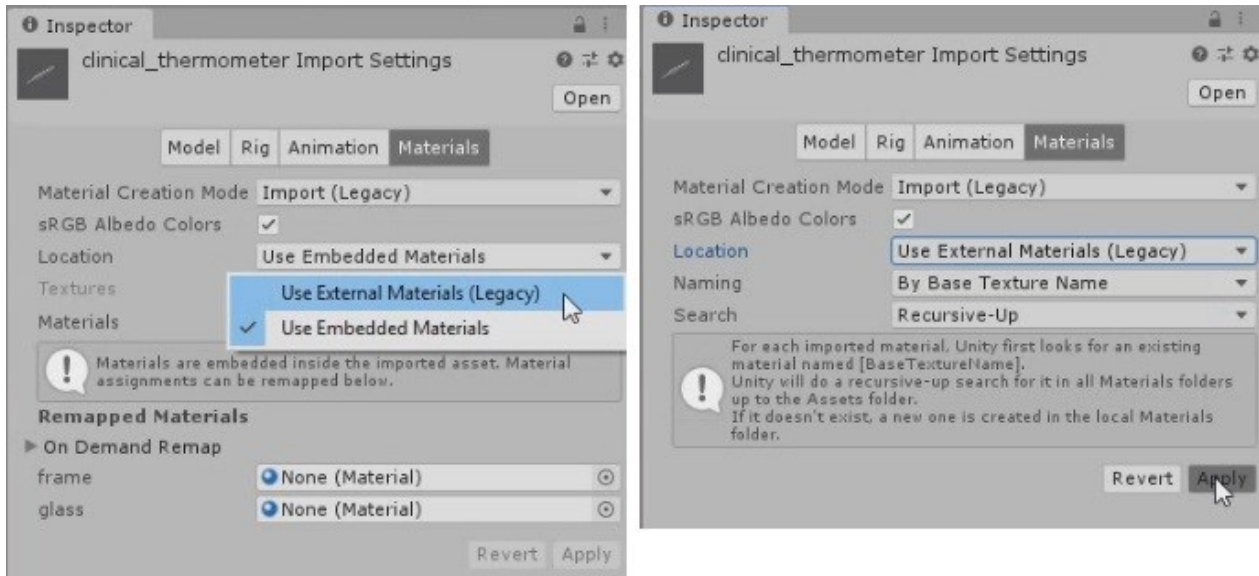 Inspector
clinical_thermometer Import Settings
Open
Model Rig Animation Materials
Material Creation Mode Import (Legacy)
sRGB Albedo Colors
Location Use Embedded Materials
Textures
Use External Materials (Legacy)
Materials
Use Embedded Materials
Materials are embedded inside the imported asset. Material
assignments can be remapped below.
Remapped Materials
On Demand Remap
frame None (Material)
glass None (Material)
Revert Apply
Inspector
clinical_thermometer Import Settings
Open
Model Rig Animation Materials
Material Creation Mode Import (Legacy)
sRGB Albedo Colors
Location Use External Materials (Legacy)
Naming By Base Texture Name
Search Recursive-Up
For each imported material, Unity first looks for an existing
material named [BaseTextureName].
Unity will do a recursive-up search for it in all Materials folders
up to the Assets folder.
If it doesn't exist, a new one is created in the local Materials
folder.
Revert Apply